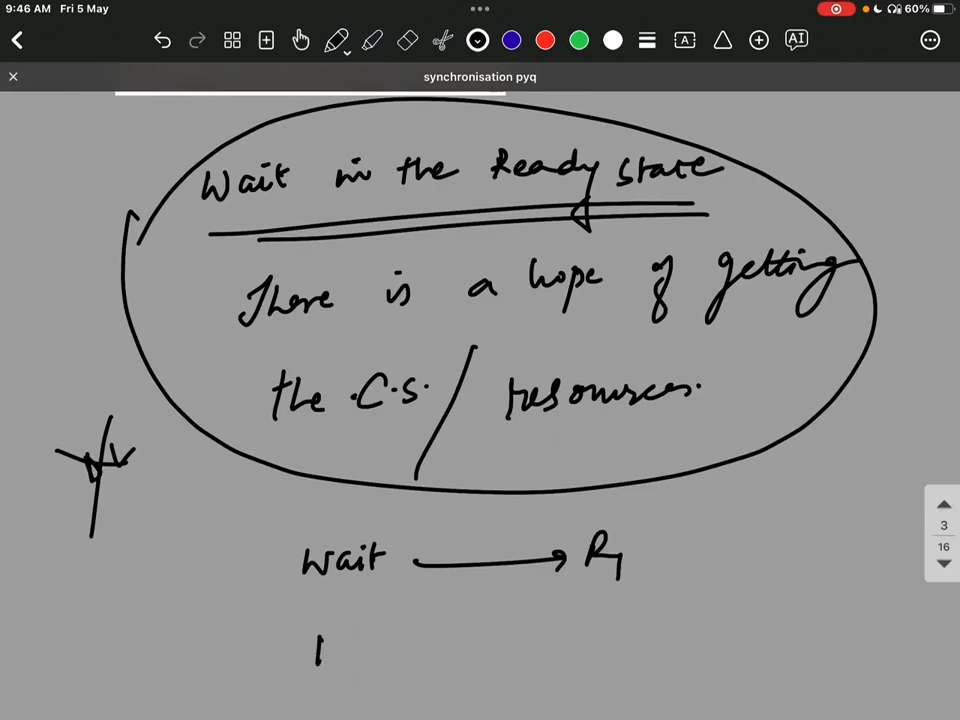 9:46 AM Fri 5 May
60%
synchronisation pyq
Wait in the Ready state
There is a hope of getting
the C.S. / resources.
3
16
Wait → Ry